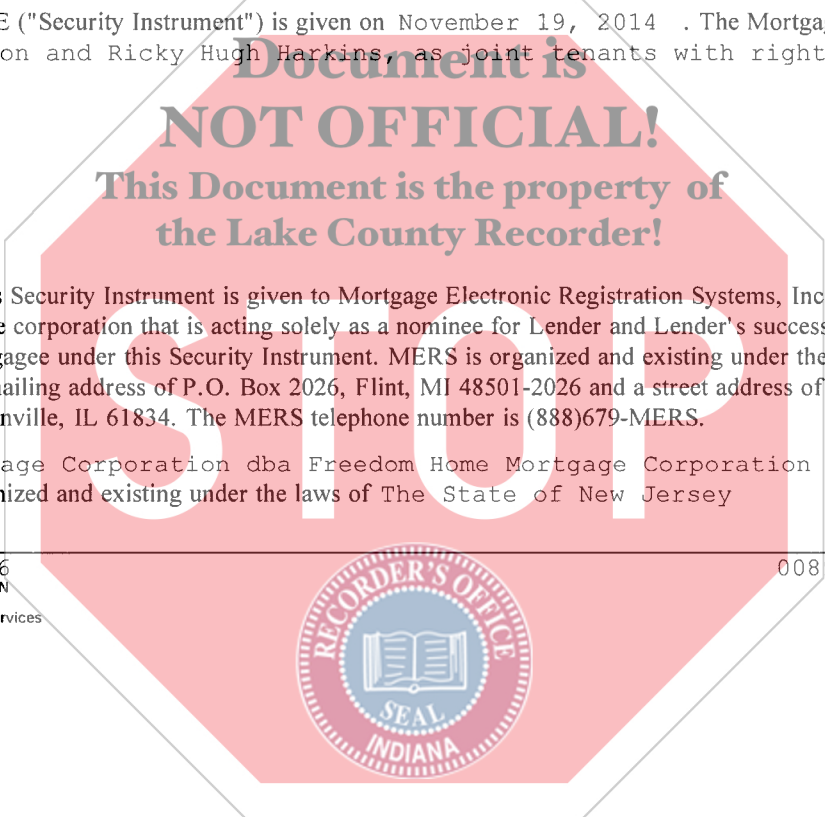 E ("Security Instrument") is given on November 19, 2014 . The Mortga
on and Ricky Hugh Harkins, as joint tenants with right
Document is
NOT OFFICIAL!
This Document is the property of
the Lake County Recorder!
s Security Instrument is given to Mortgage Electronic Registration Systems, Inc
e corporation that is acting solely as a nominee for Lender and Lender's success
gagee under this Security Instrument. MERS is organized and existing under the
ailing address of P.O. Box 2026, Flint, MI 48501-2026 and a street address of
nville, IL 61834. The MERS telephone number is (888)679-MERS.
STOP
age Corporation dba Freedom Home Mortgage Corporation
nized and existing under the laws of The State of New Jersey
6 008
N
rvices
RECORDER'S OFFICE
SEAL
INDIANA